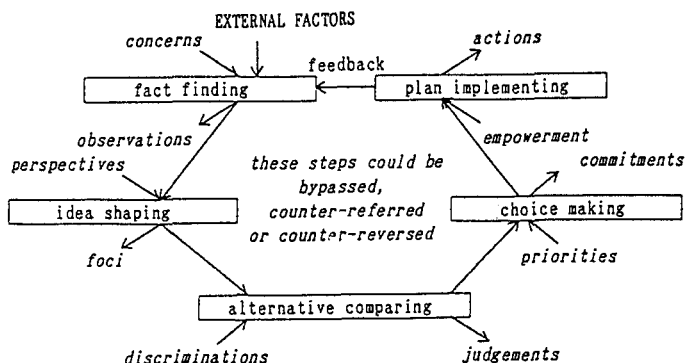 EXTERNAL FACTORS
concerns
actions
feedback
fact finding
plan implementing
observations
empowerment
perspectives
these steps could be
bypassed,
counter-referred
or counter-reversed
commitments
idea shaping
choice making
foci
priorities
alternative comparing
discriminations
judgements